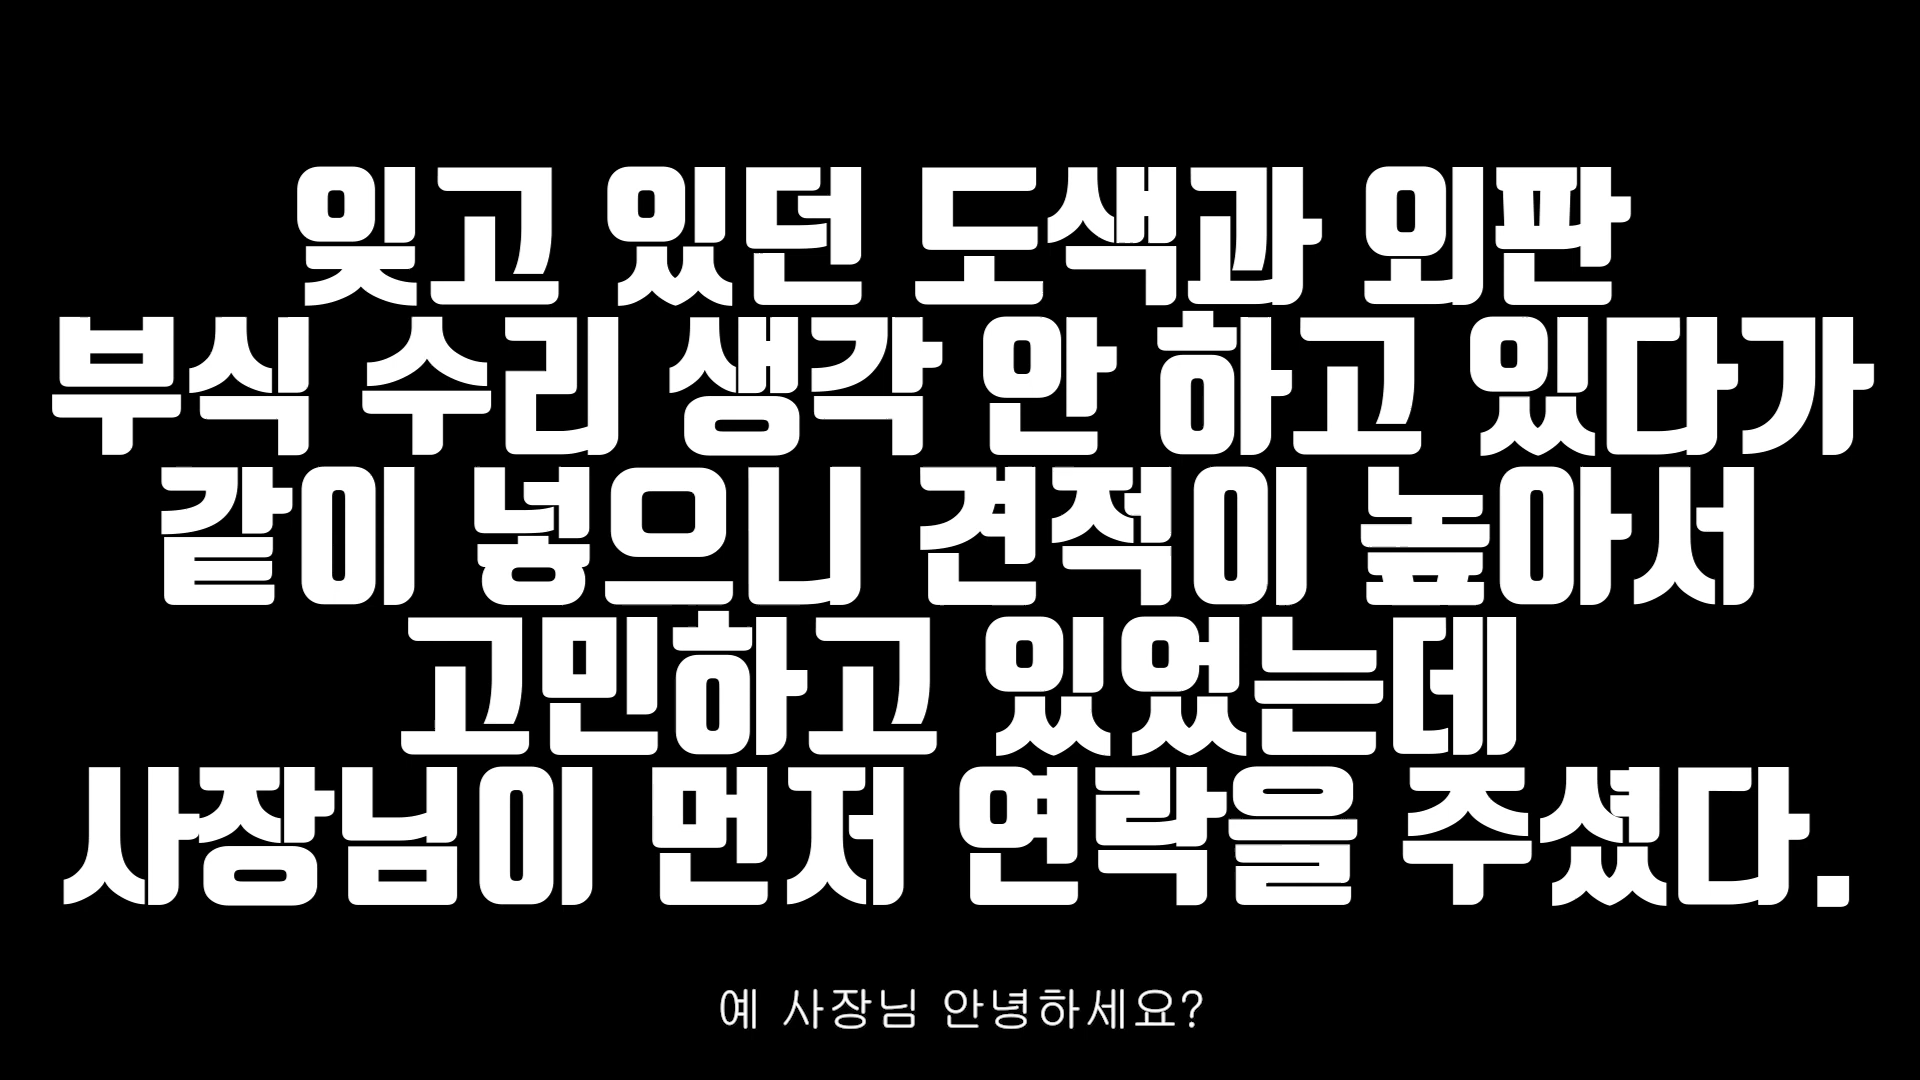 잊고 있던 도색과 외판
부식 수리 생각 안 하고 있다가
같이 넣으니 견적이 높아서
고민하고 있었는데
사장님이 먼저 연락을 주셨다.
예 사장님 안녕하세요?